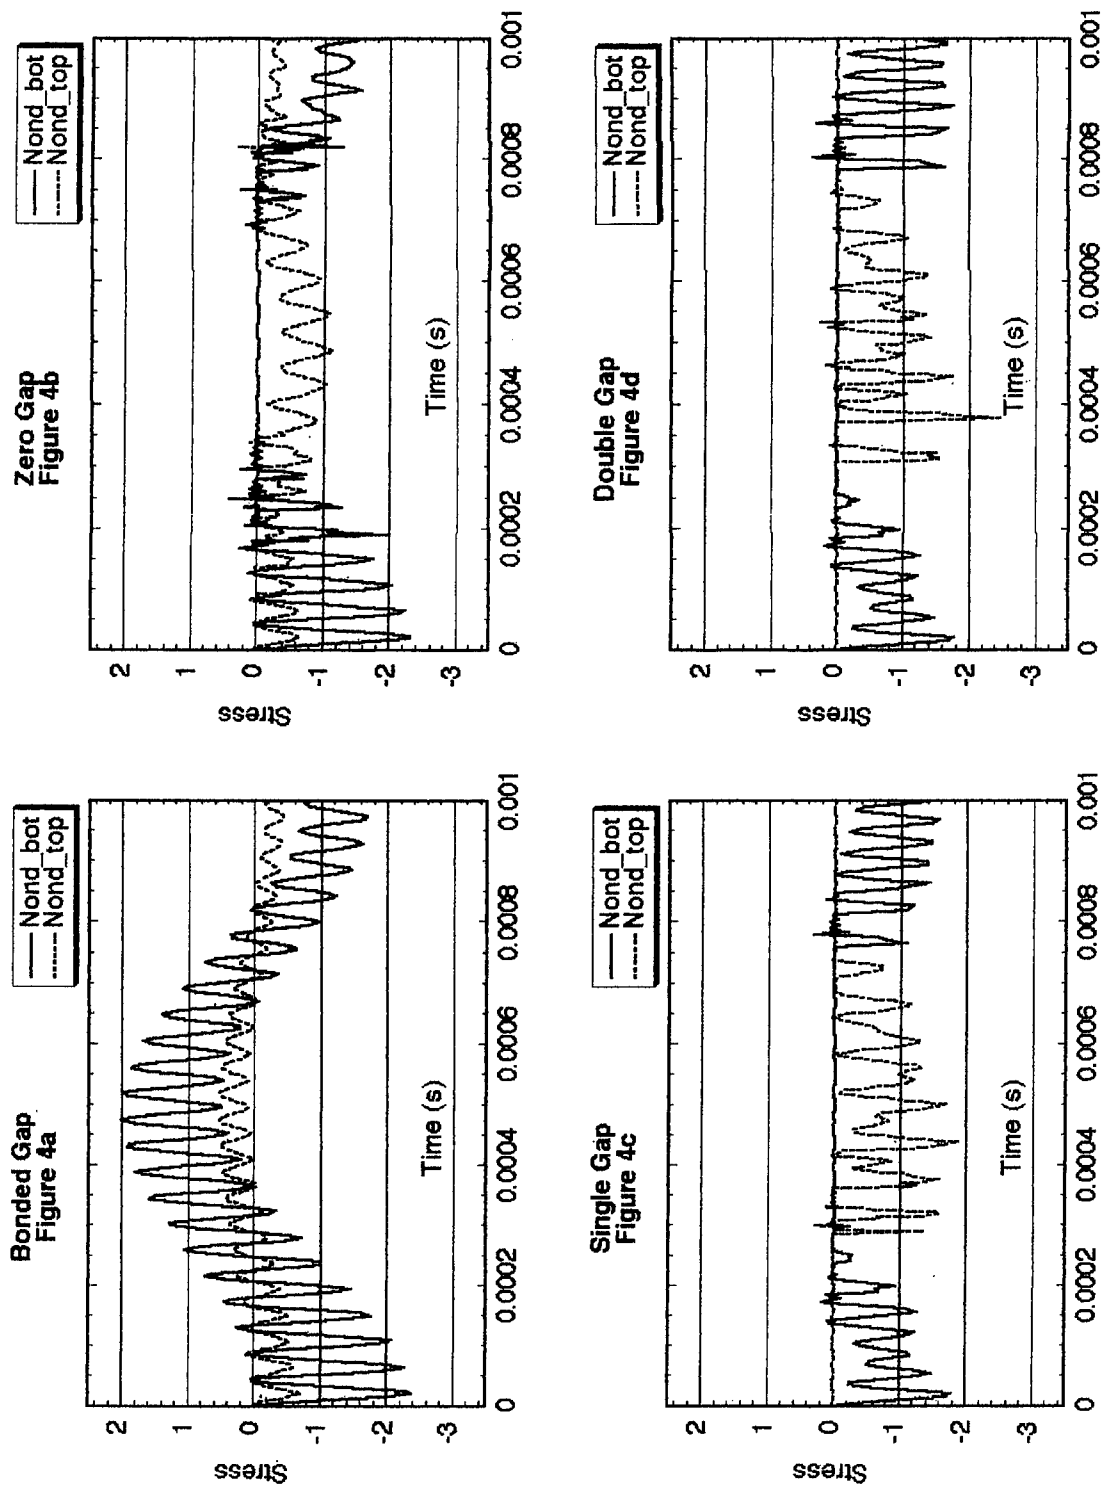 Bonded Gap
Figure 4a
Nond_bot
Nond_top
2
1
0
-1
-2
-3
Stress
0
0.0002
0.0004
0.0006
0.0008
0.001
Time (s)
Zero Gap
Figure 4b
Nond_bot
Nond_top
2
1
0
-1
-2
-3
Stress
0
0.0002
0.0004
0.0006
0.0008
0.001
Time (s)
Single Gap
Figure 4c
Nond_bot
Nond_top
2
1
0
-1
-2
-3
Stress
0
0.0002
0.0004
0.0006
0.0008
0.001
Time (s)
Double Gap
Figure 4d
Nond_bot
Nond_top
2
1
0
-1
-2
-3
Stress
0
0.0002
0.0004
0.0006
0.0008
0.001
Time (s)